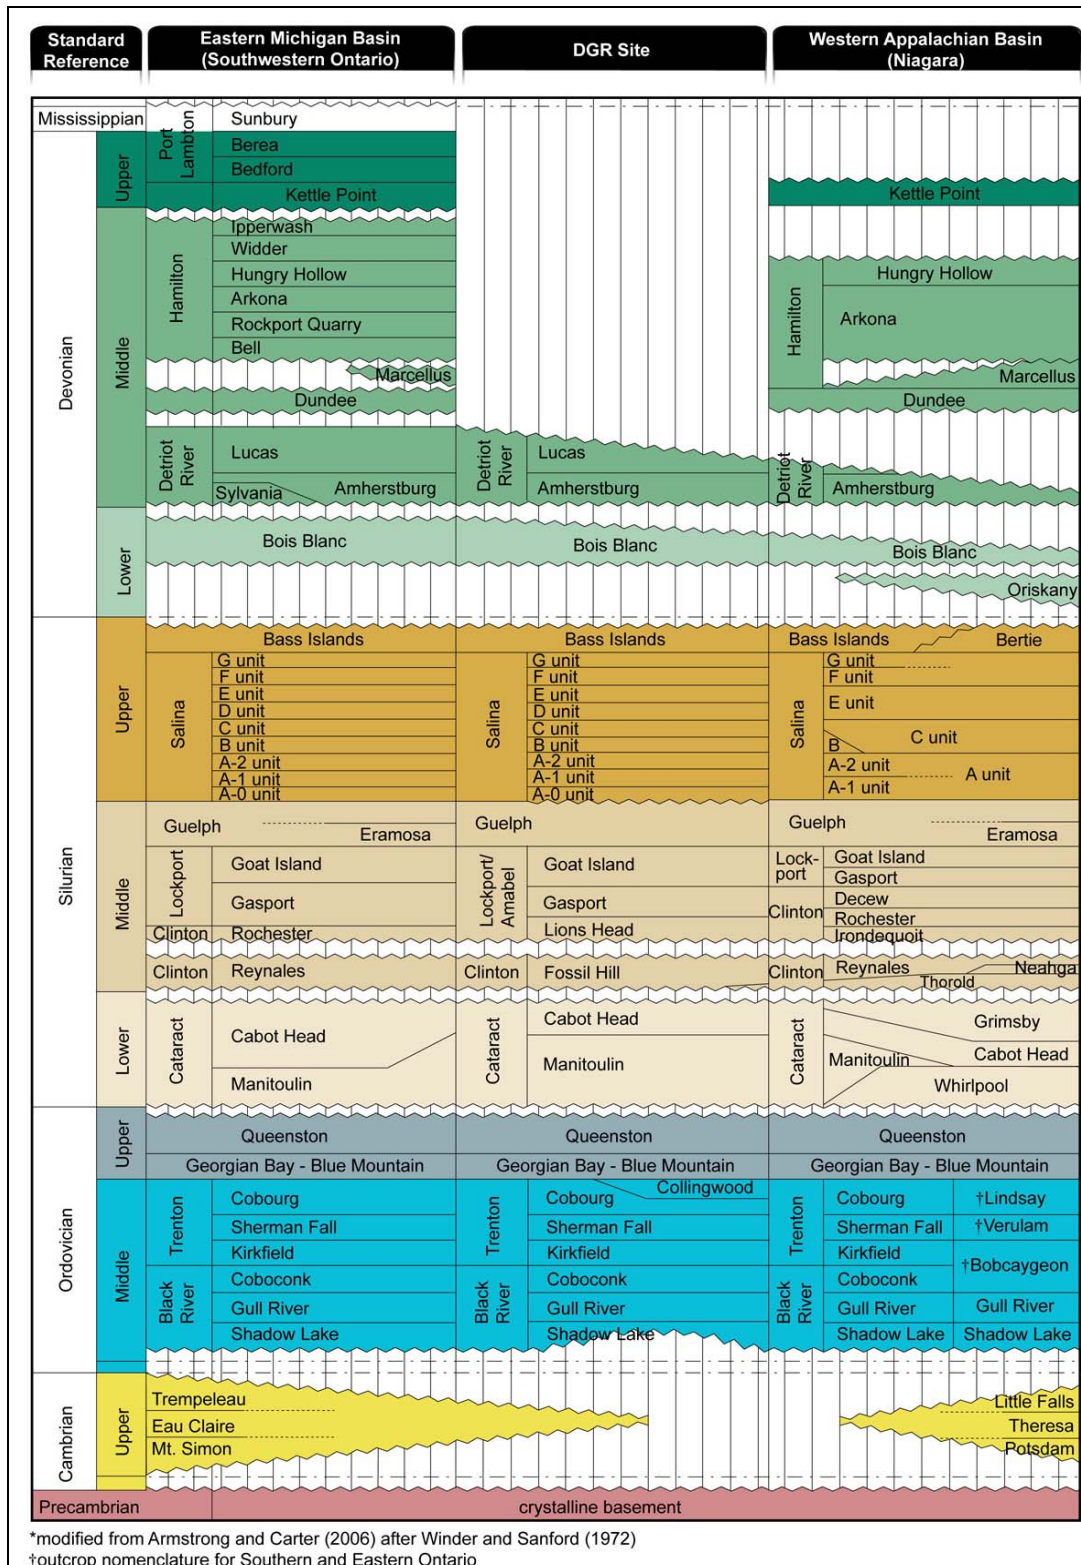 Standard
Reference
Eastern Michigan Basin
(Southwestern Ontario)
DGR Site
Western Appalachian Basin
(Niagara)
Mississippian
Devonian
Silurian
Ordovician
Cambrian
Precambrian
Upper
Middle
Lower
Upper
Middle
Lower
Upper
Middle
Upper
Port
Lambton
Sunbury
Berea
Bedford
Kettle Point
Hamilton
Ipperwash
Widder
Hungry Hollow
Arkona
Rockport Quarry
Bell
Marcellus
Dundee
Detriot
River
Lucas
Sylvania
Amherstburg
Bois Blanc
Bass Islands
Salina
G unit
F unit
E unit
D unit
C unit
B unit
A-2 unit
A-1 unit
A-0 unit
Guelph
Eramosa
Lockport
Goat Island
Gasport
Clinton
Rochester
Clinton
Reynales
Cataract
Cabot Head
Manitoulin
Queenston
Georgian Bay - Blue Mountain
Trenton
Cobourg
Sherman Fall
Kirkfield
Black
River
Coboconk
Gull River
Shadow Lake
Trempeleau
Eau Claire
Mt. Simon
Detriot
River
Lucas
Amherstburg
Bois Blanc
Bass Islands
Salina
G unit
F unit
E unit
D unit
C unit
B unit
A-2 unit
A-1 unit
A-0 unit
Guelph
Lockport/
Amabel
Goat Island
Gasport
Lions Head
Clinton
Fossil Hill
Cataract
Cabot Head
Manitoulin
Queenston
Georgian Bay - Blue Mountain
Trenton
Cobourg
Collingwood
Sherman Fall
Kirkfield
Black
River
Coboconk
Gull River
Shadow Lake
Kettle Point
Hamilton
Hungry Hollow
Arkona
Marcellus
Dundee
Detriot
River
Amherstburg
Bois Blanc
Oriskany
Bass Islands
Bertie
Salina
G unit
F unit
E unit
C unit
B
A-2 unit
A unit
A-1 unit
Guelph
Eramosa
Lock-
port
Goat Island
Gasport
Clinton
Decew
Rochester
Irondequoit
Clinton
Reynales
Neahga
Thorold
Cataract
Grimsby
Cabot Head
Manitoulin
Whirlpool
Queenston
Georgian Bay - Blue Mountain
Trenton
Cobourg
†Lindsay
Sherman Fall
†Verulam
Kirkfield
†Bobcaygeon
Black
River
Coboconk
Gull River
Gull River
Shadow Lake
Shadow Lake
Little Falls
Theresa
Potsdam
crystalline basement
*modified from Armstrong and Carter (2006) after Winder and Sanford (1972)
†outcrop nomenclature for Southern and Eastern Ontario